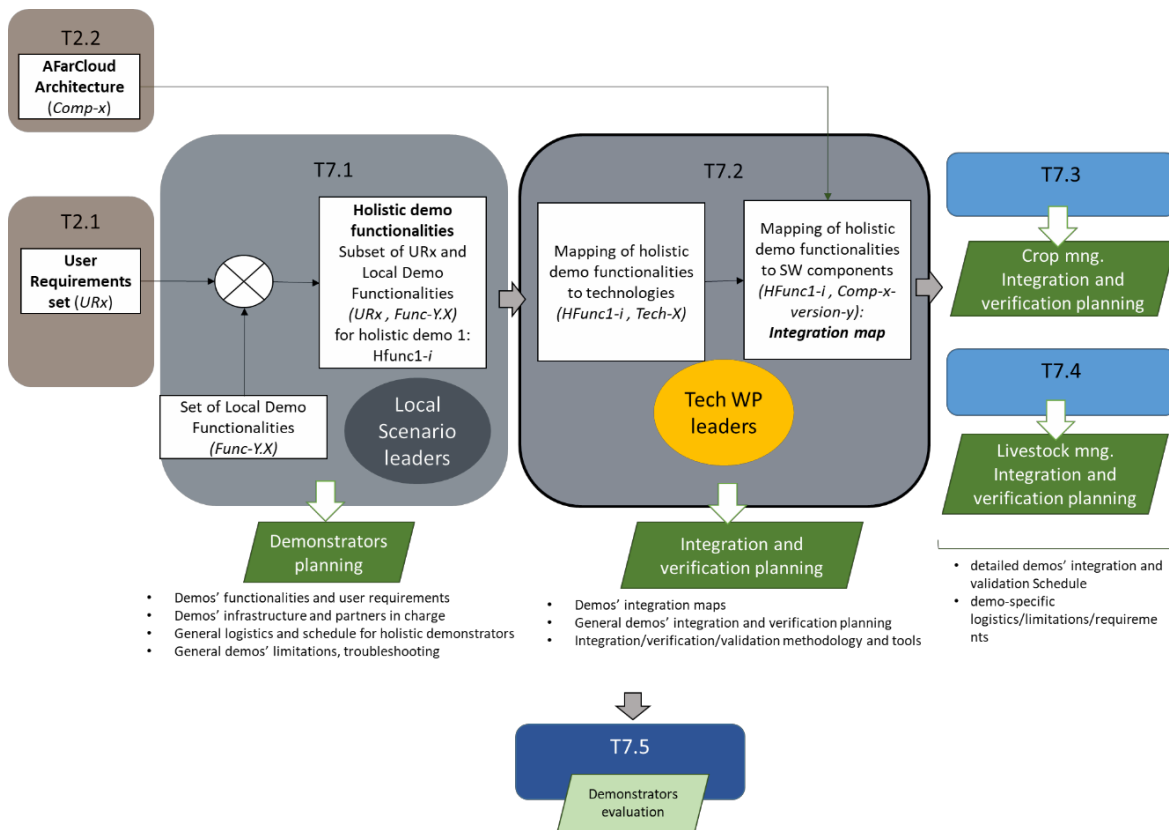 T2.2
AFarCloud
Architecture
(Comp-x)
T2.1
User
Requirements
set (URx)
T7.1
Holistic demo
functionalities
Subset of URx and
Local Demo
Functionalities
(URx , Func-Y.X)
for holistic demo 1:
Hfunc1-i
Set of Local Demo
Functionalities
(Func-Y.X)
Local
Scenario
leaders
T7.2
Mapping of holistic
demo functionalities
to technologies
(HFunc1-i , Tech-X)
Mapping of holistic
demo functionalities
to SW components
(HFunc1-i , Comp-x-
version-y):
Integration map
Tech WP
leaders
T7.3
Crop mng.
Integration and
verification planning
T7.4
Livestock mng.
Integration and
verification planning
Demonstrators
planning
• Demos’ functionalities and user requirements
• Demos’ infrastructure and partners in charge
• General logistics and schedule for holistic demonstrators
• General demos’ limitations, troubleshooting
Integration and
verification planning
• Demos’ integration maps
• General demos’ integration and verification planning
• Integration/verification/validation methodology and tools
• detailed demos’ integration and
validation Schedule
• demo-specific
logistics/limitations/requireme
nts
T7.5
Demonstrators
evaluation